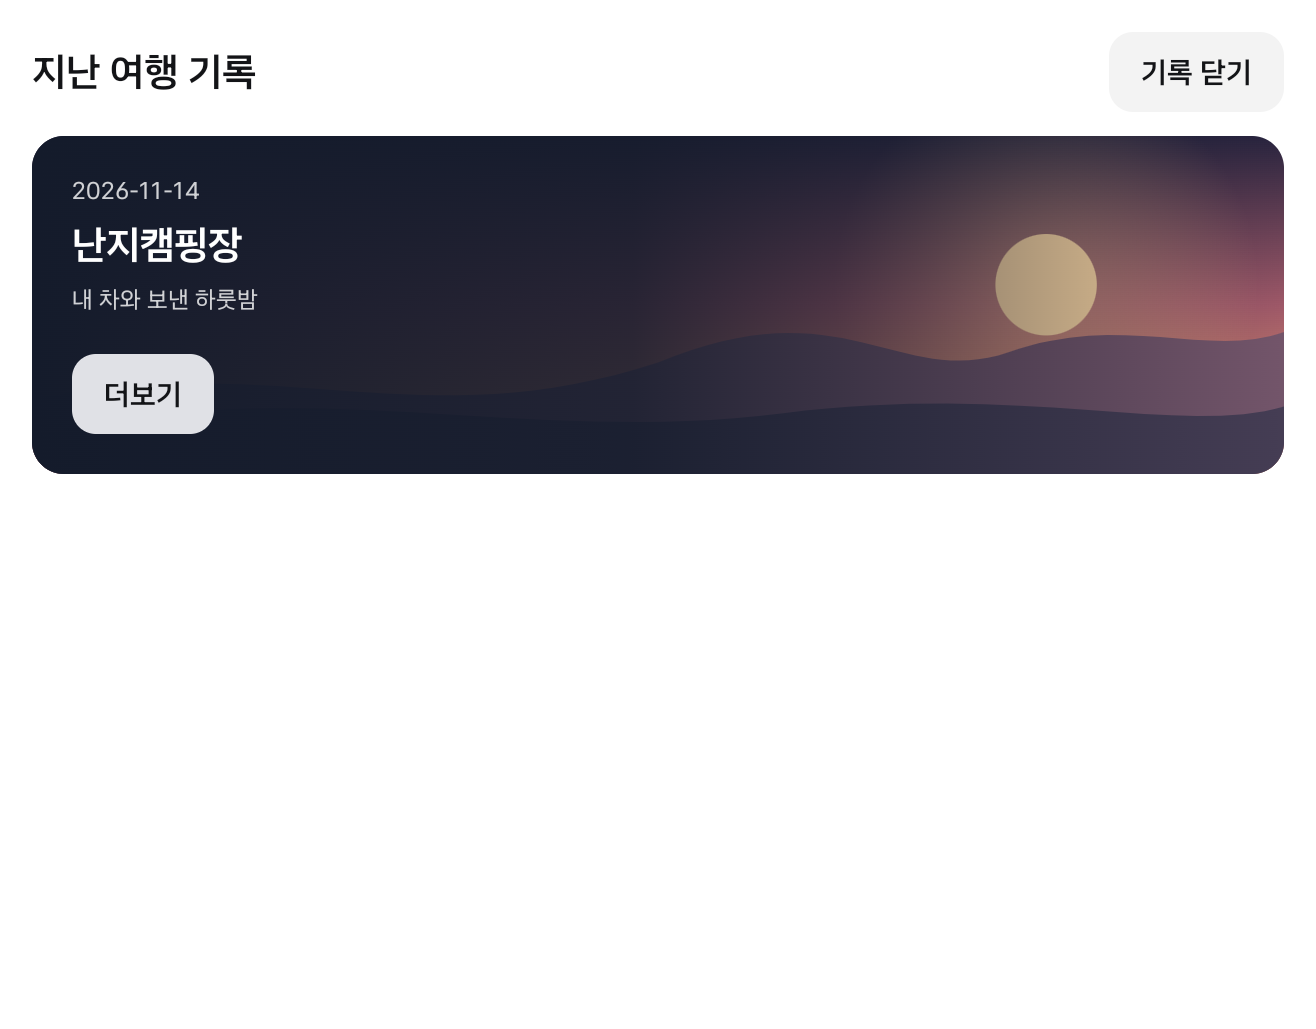 지난 여행 기록
기록 닫기
2026-11-14
난지캠핑장
내 차와 보낸 하룻밤
더보기